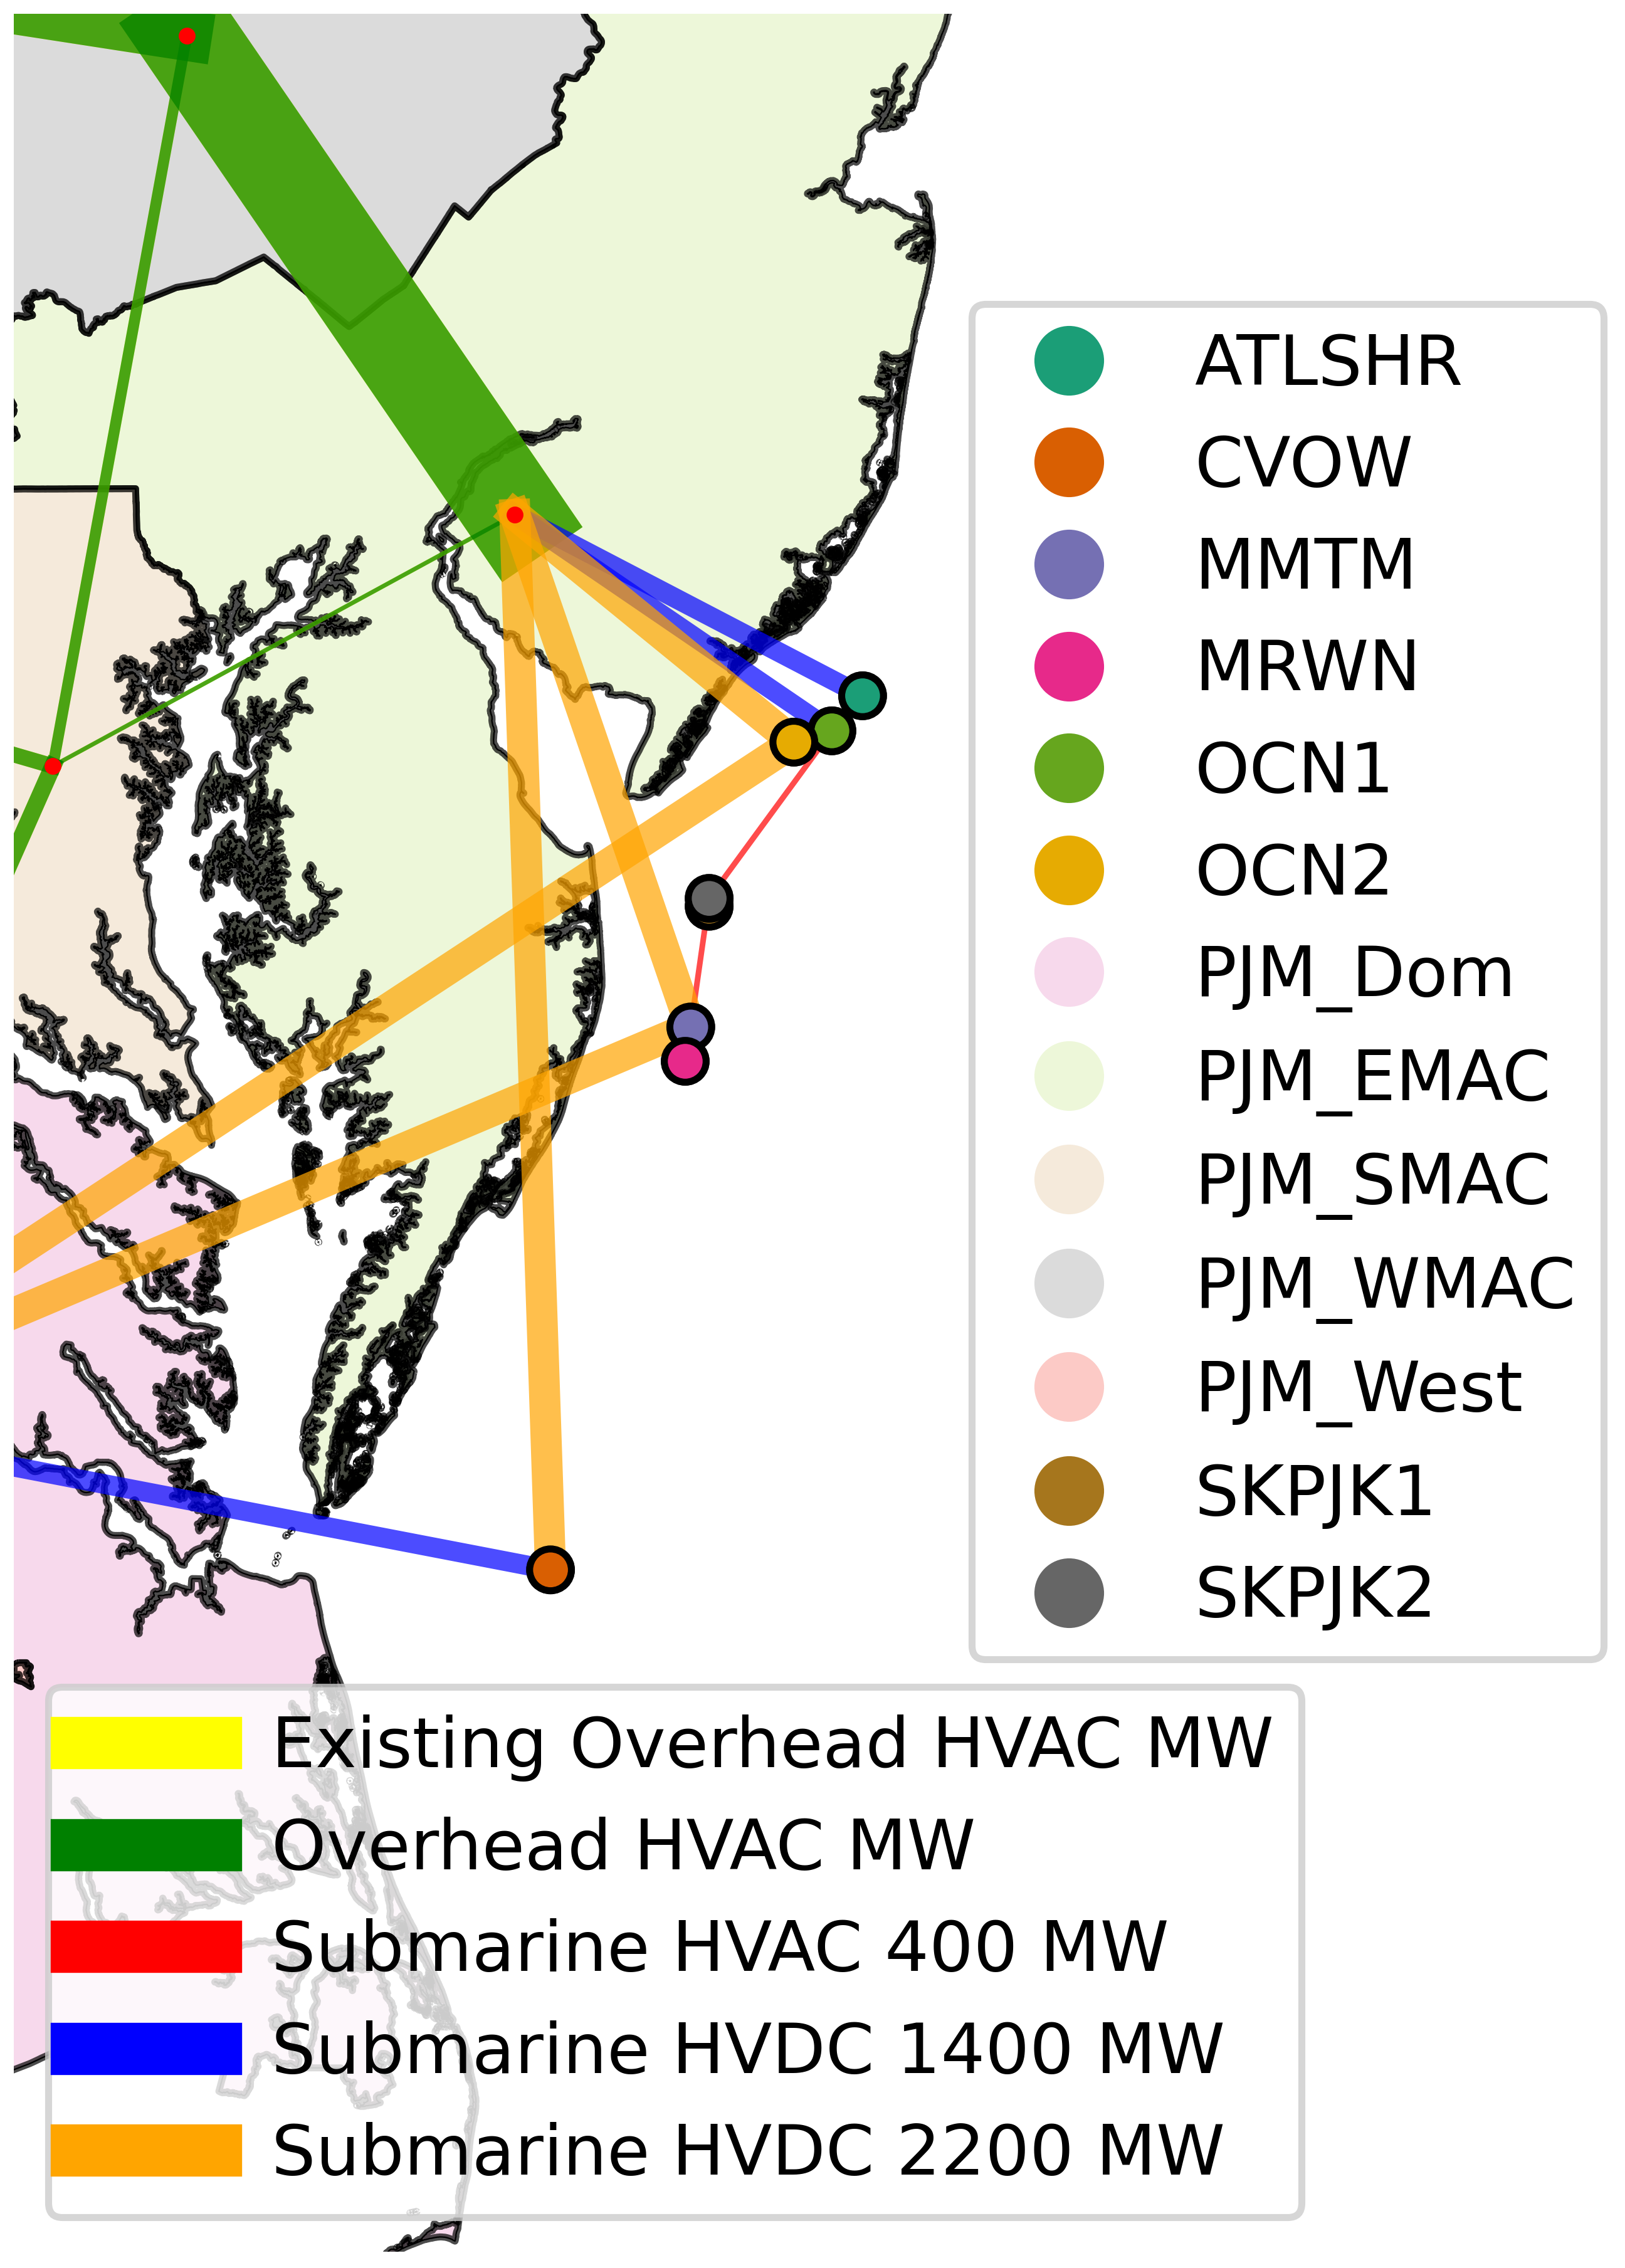 ATLSHR
CVOW
MMTM
MRWN
OCN1
OCN2
PJM_Dom
PJM_EMAC
PJM_SMAC
PJM_WMAC
PJM_West
SKPJK1
SKPJK2
Existing Overhead HVAC MW
Overhead HVAC MW
Submarine HVAC 400 MW
Submarine HVDC 1400 MW
Submarine HVDC 2200 MW